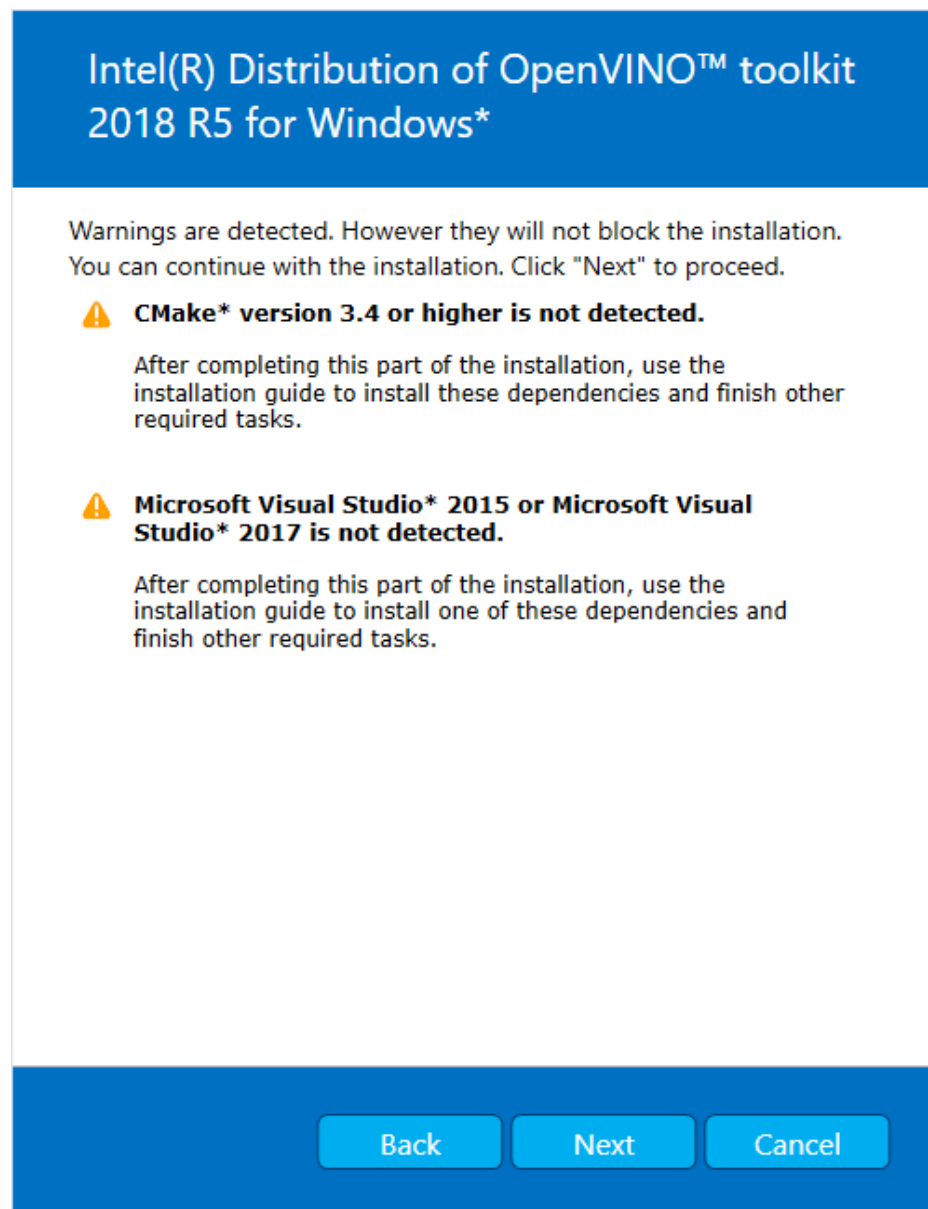 Intel(R) Distribution of OpenVINO™ toolkit
2018 R5 for Windows*
Warnings are detected. However they will not block the installation.
You can continue with the installation. Click "Next" to proceed.
CMake* version 3.4 or higher is not detected.
After completing this part of the installation, use the
installation guide to install these dependencies and finish other
required tasks.
Microsoft Visual Studio* 2015 or Microsoft Visual
Studio* 2017 is not detected.
After completing this part of the installation, use the
installation guide to install one of these dependencies and
finish other required tasks.
Back Next Cancel